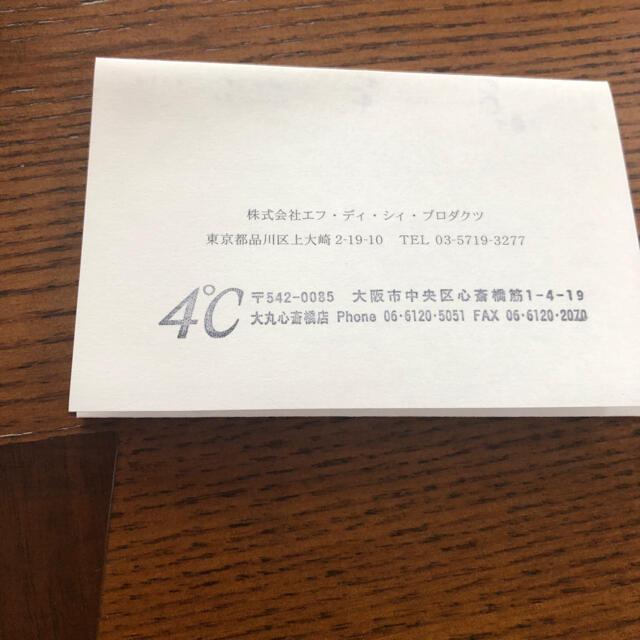 株式会社エフ・ディ・シィ・プロダクツ
東京都品川区上大崎 2-19-10 TEL 03-5719-3277
4℃
〒542-0085 大阪市中央区心斎橋筋1-4-19
大丸心斎橋店 Phone 06・6120・5051 FAX 06・6120・2070